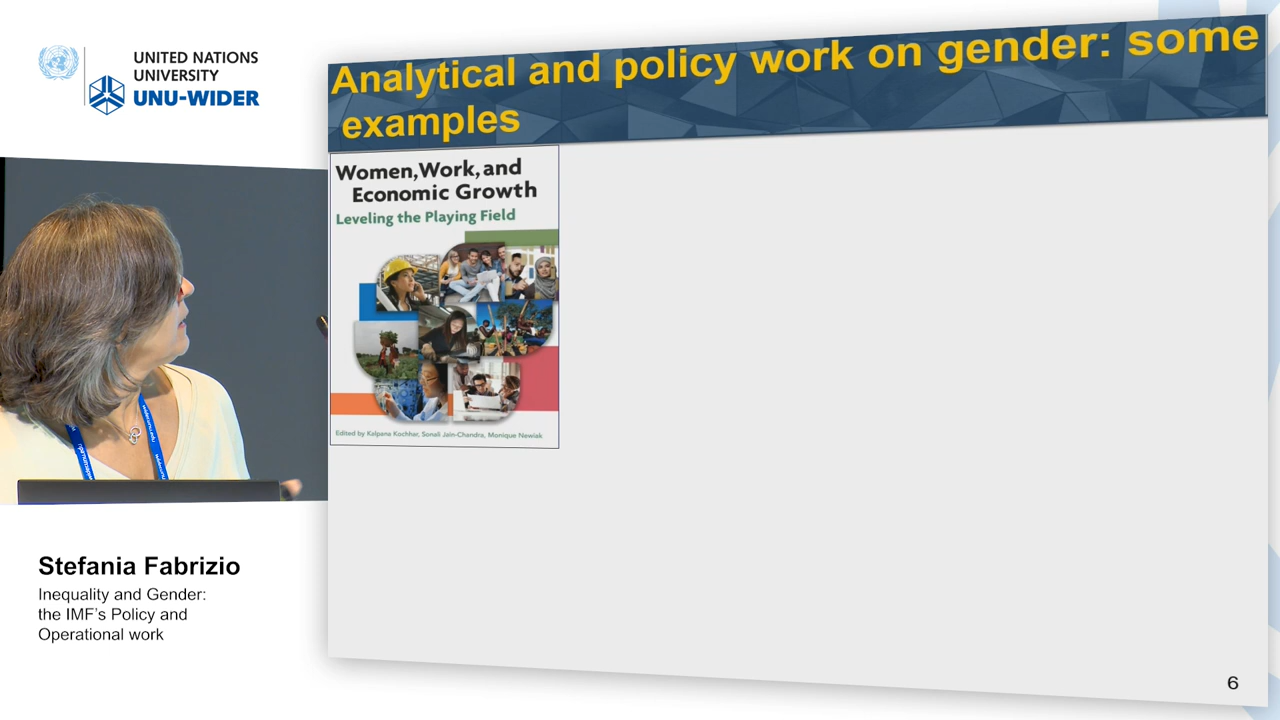 UNITED NATIONS
UNIVERSITY
UNU-WIDER
Analytical and policy work on gender: some
examples
Women, Work, and
Economic Growth
Leveling the Playing Field
Edited by Kalpana Kochhar, Sonali Jain-Chandra, Monique Newiak
Stefania Fabrizio
Inequality and Gender:
the IMF's Policy and
Operational work
6